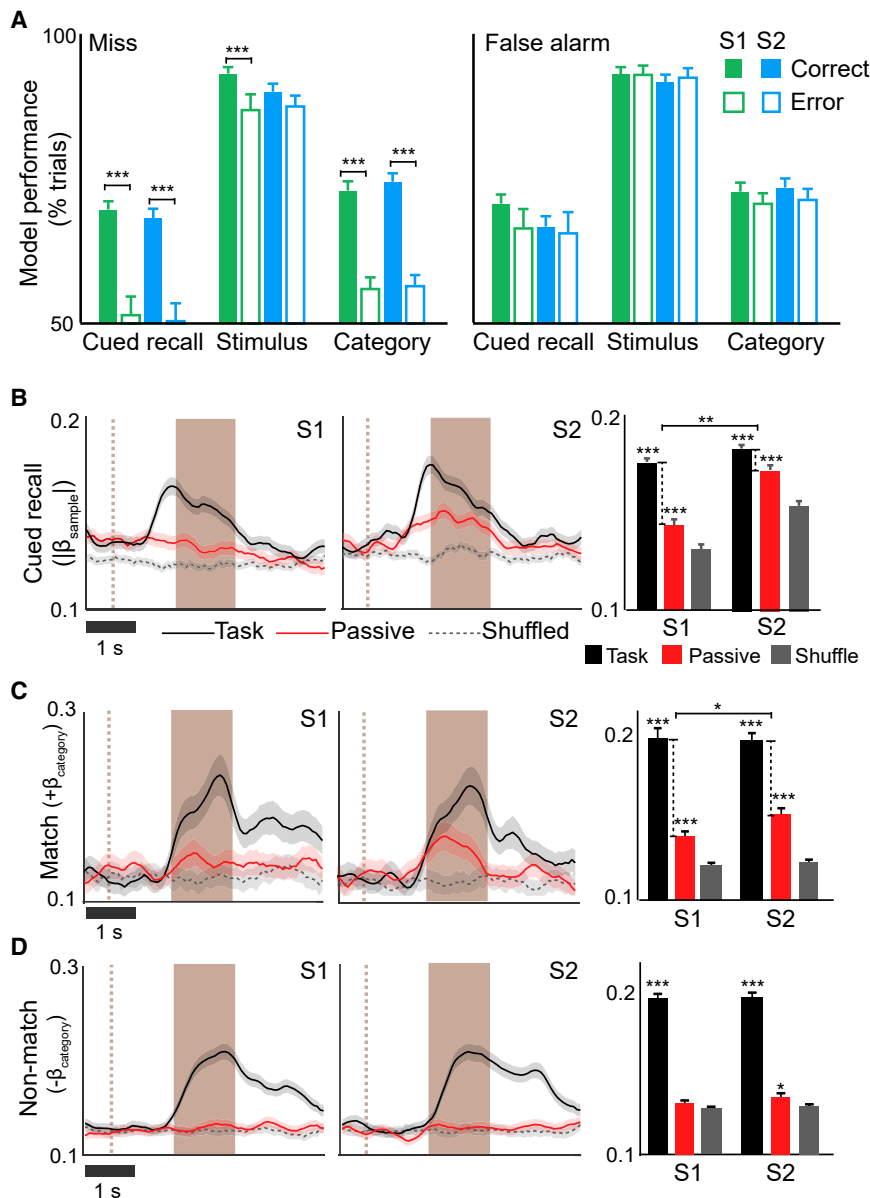 A
100
Miss
False alarm
S1 S2
Correct
Error
***
***
***
***
***
Model performance
(% trials)
50
Cued recall
Stimulus
Category
Cued recall
Stimulus
Category
B
0.2
S1
S2
0.2
**
***
***
***
***
Cued recall
(||βsample|)
0.1
0.1
S1
S2
1 s
Task
Passive
Shuffled
Task
Passive
Shuffle
C
0.3
S1
S2
0.2
*
***
***
***
***
Match (+βcategory)
0.1
0.1
S1
S2
1 s
D
0.3
S1
S2
0.2
***
***
*
Non-match
(-βcategory)
0.1
0.1
S1
S2
1 s